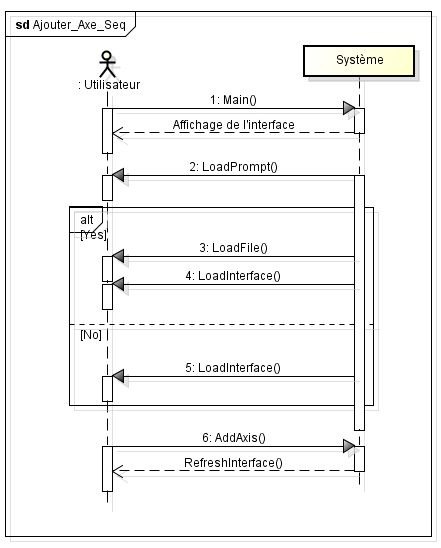 sd Ajouter_Axe_Seq
: Utilisateur
Système
1: Main()
Affichage de l'interface
2: LoadPrompt()
alt
[Yes]
3: LoadFile()
4: LoadInterface()
[No]
5: LoadInterface()
6: AddAxis()
RefreshInterface()